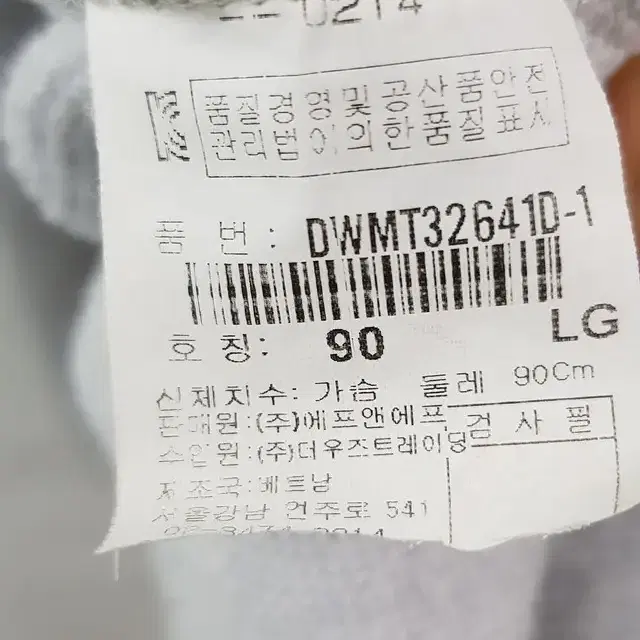 품질경영및공산품안전
관리법이의한품질표시
품 번 : DWMT32641D-1
LG
호 칭: 90
신체치수: 가슴 둘레 90Cm
판매원:(주)에프앤에프
검 사 필
수입원:(주)더우즈트레이딩
제조국:베트남
서울강남 언주로 541